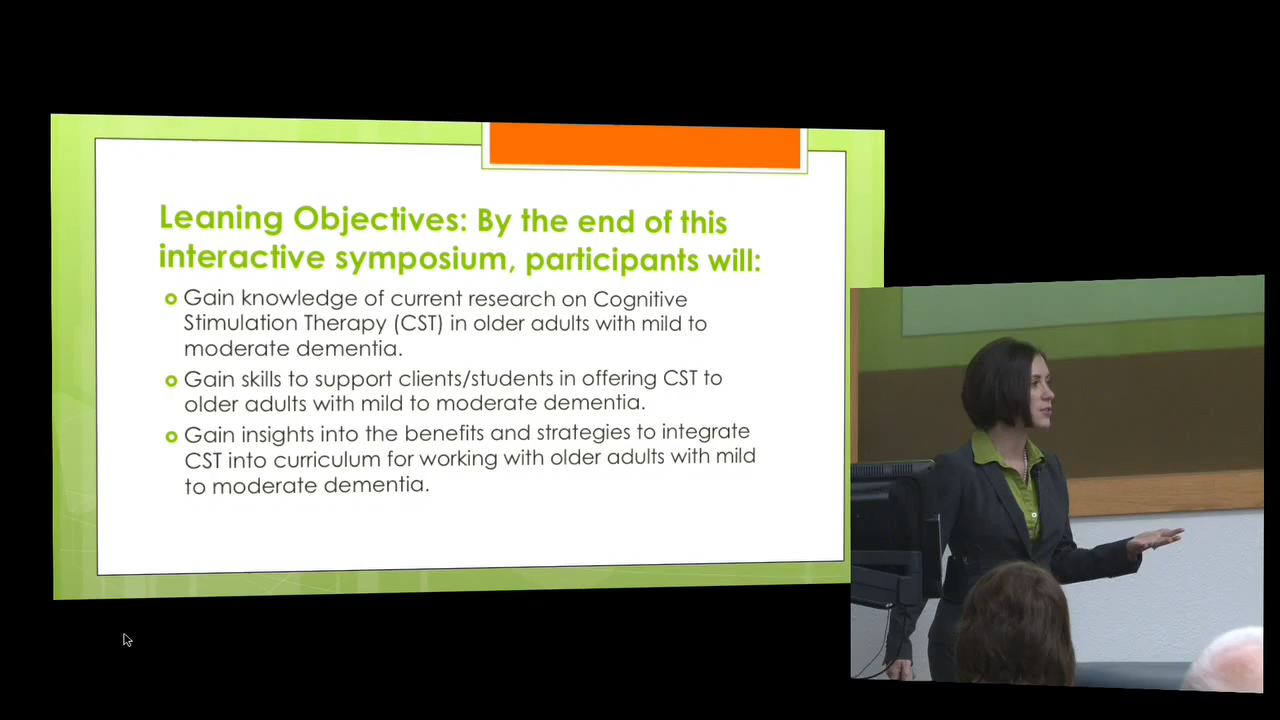 Leaning Objectives: By the end of this
interactive symposium, participants will:
Gain knowledge of current research on Cognitive
Stimulation Therapy (CST) in older adults with mild to
moderate dementia.
Gain skills to support clients/students in offering CST to
older adults with mild to moderate dementia.
Gain insights into the benefits and strategies to integrate
CST into curriculum for working with older adults with mild
to moderate dementia.